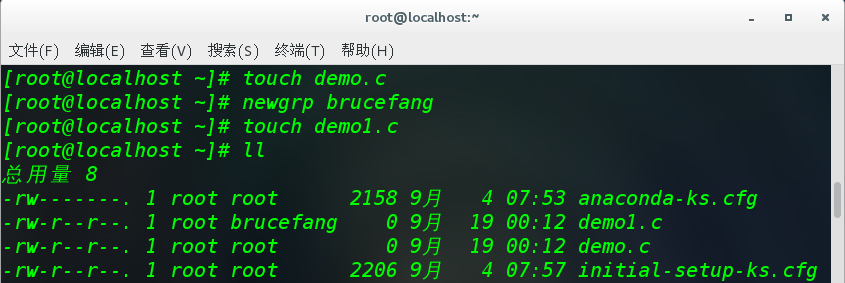 root@localhost:~
文件(F) 编辑(E) 查看(V) 搜索(S) 终端(T) 帮助(H)
[root@localhost ~]# touch demo.c
[root@localhost ~]# newgrp brucefang
[root@localhost ~]# touch demo1.c
[root@localhost ~]# ll
总用量 8
-rw-------. 1 root root      2158 9月   4 07:53 anaconda-ks.cfg
-rw-r--r--. 1 root brucefang    0 9月  19 00:12 demo1.c
-rw-r--r--. 1 root root         0 9月  19 00:12 demo.c
-rw-r--r--. 1 root root      2206 9月   4 07:57 initial-setup-ks.cfg